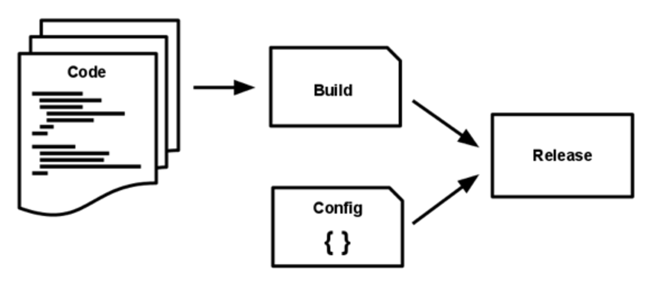 Code
Build
Config
{ }
Release